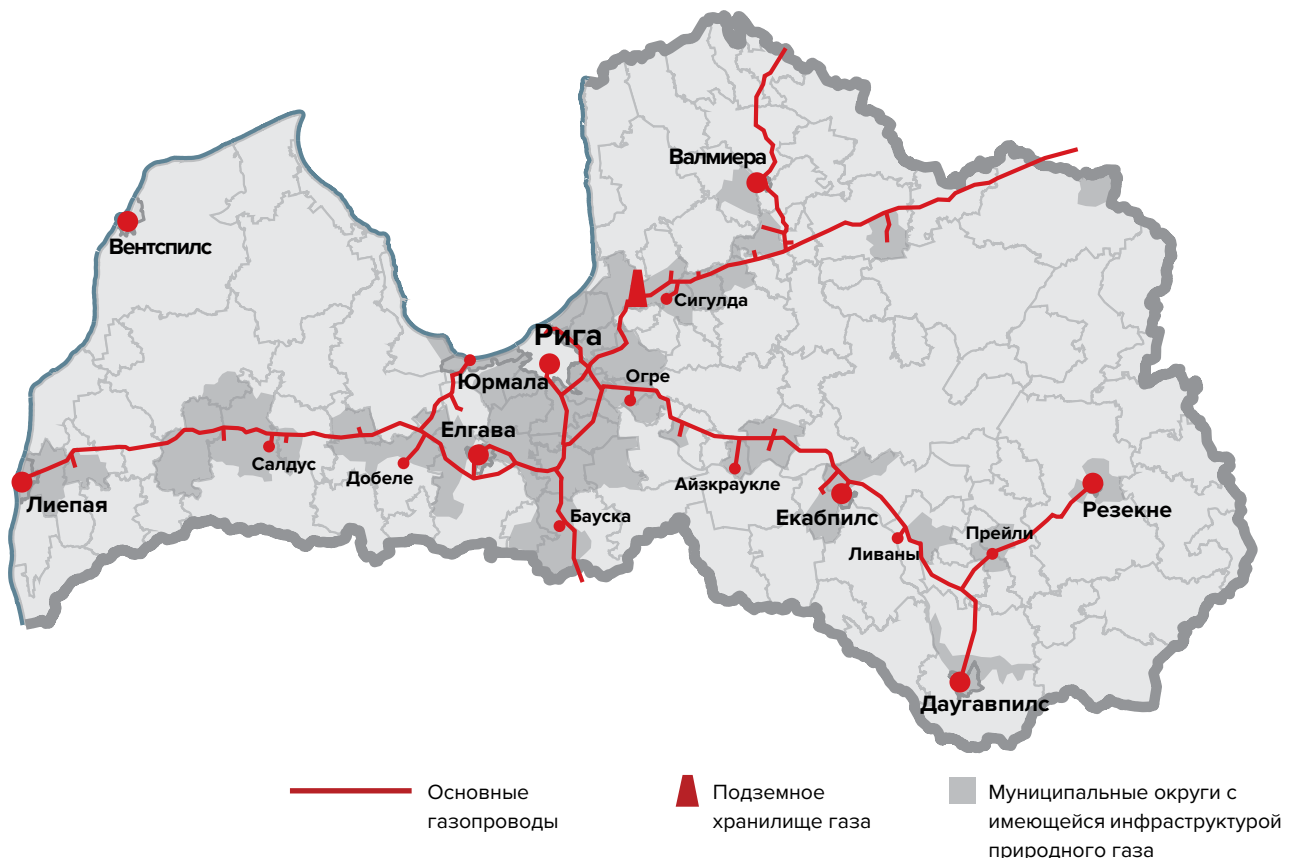 Валмиера
Вентспилс
Сигулда
Рига
Огре
Юрмала
Елгава
Салдус
Добеле
Айзкраукле
Лиепая
Бауска
Екабпилс
Резекне
Прейли
Ливаны
Даугавпилс
Основные
газопроводы
Подземное
хранилище газа
Муниципальные округи с
имеющейся инфраструктурой
природного газа